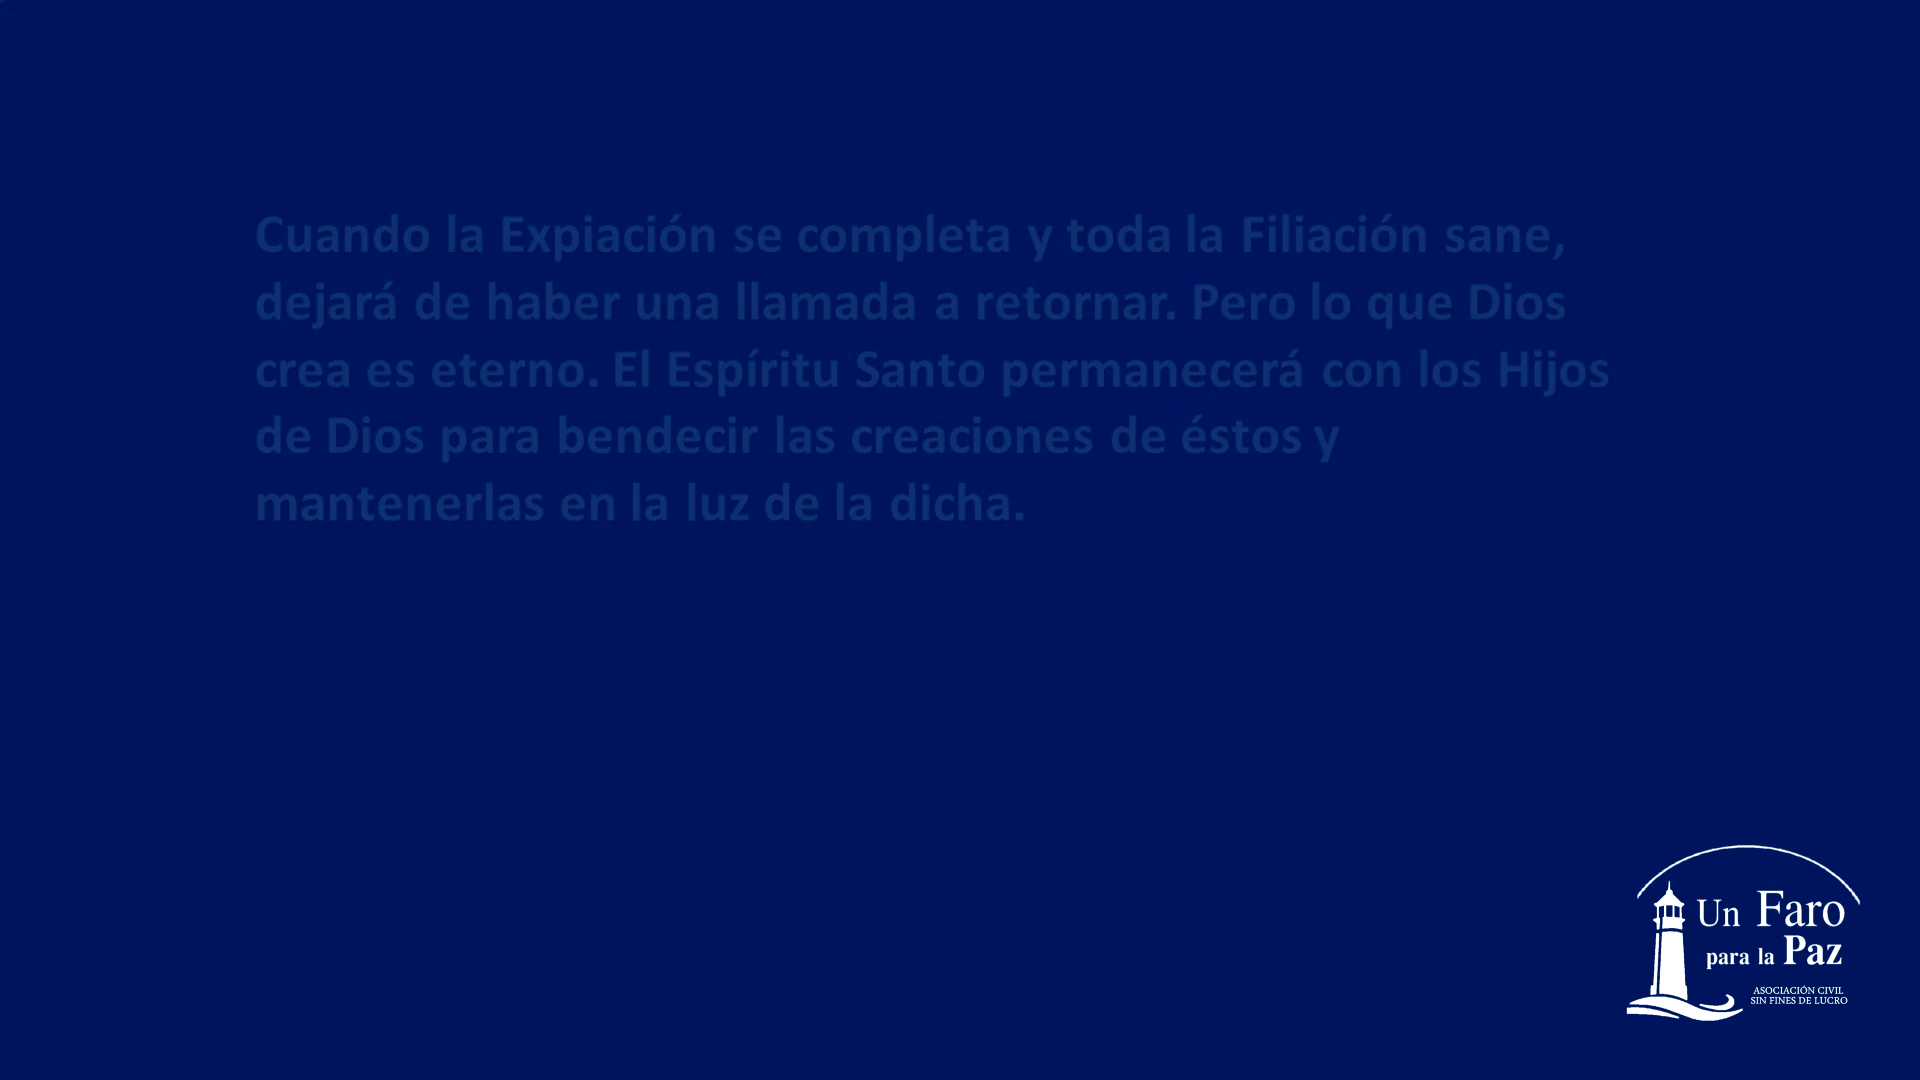 Cuando la Expiación se completa y toda la Filiación sane,
dejará de haber una llamada a retornar. Pero lo que Dios
crea es eterno. El Espíritu Santo permanecerá con los Hijos
de Dios para bendecir las creaciones de éstos y
mantenerlas en la luz de la dicha.
Un Faro
para la Paz
ASOCIACIÓN CIVIL
SIN FINES DE LUCRO